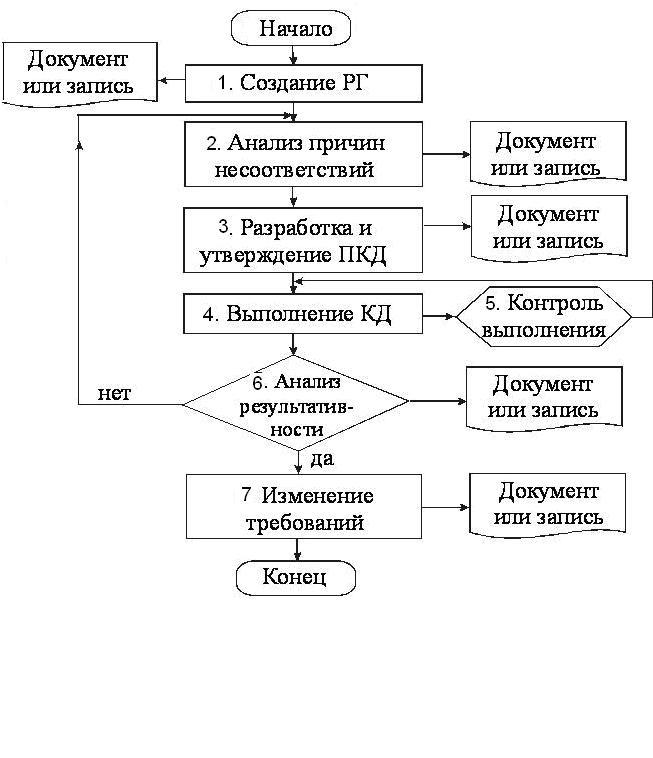 Начало
Документ
или запись
1. Создание РГ
2. Анализ причин
несоответствий
Документ
или запись
3. Разработка и
утверждение ПКД
Документ
или запись
4. Выполнение КД
5. Контроль
выполнения
нет
6. Анализ
результатив-
ности
Документ
или запись
да
7 Изменение
требований
Документ
или запись
Конец